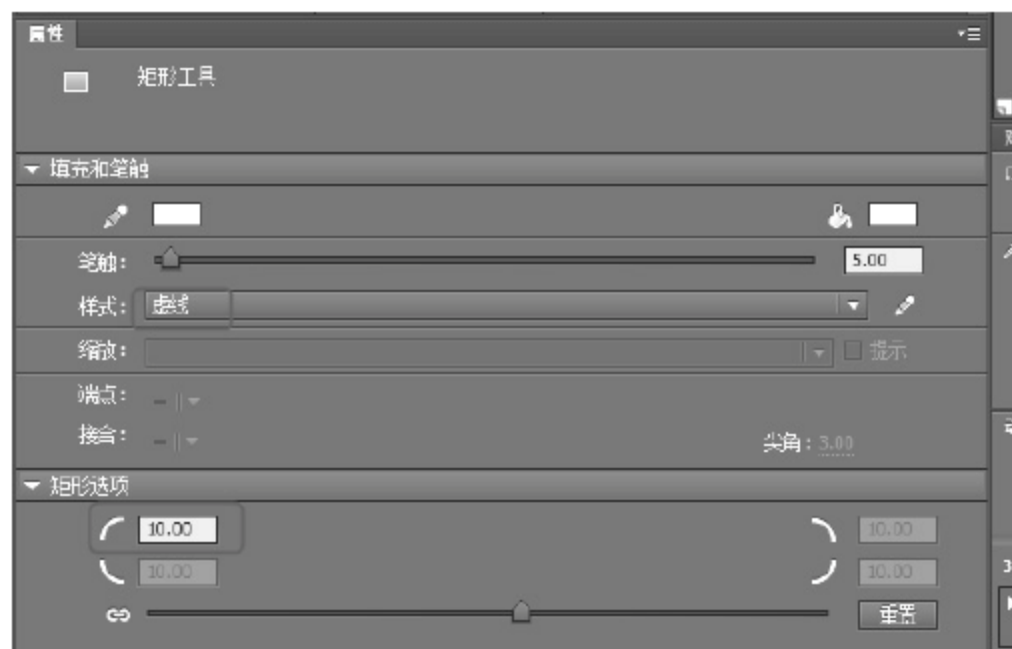 属性
矩形工具
填充和笔触
笔触： 5.00
样式： 虚线
缩放： 提示
端点：
接合： 尖角：3.00
矩形选项
10.00 10.00
10.00 10.00
重置